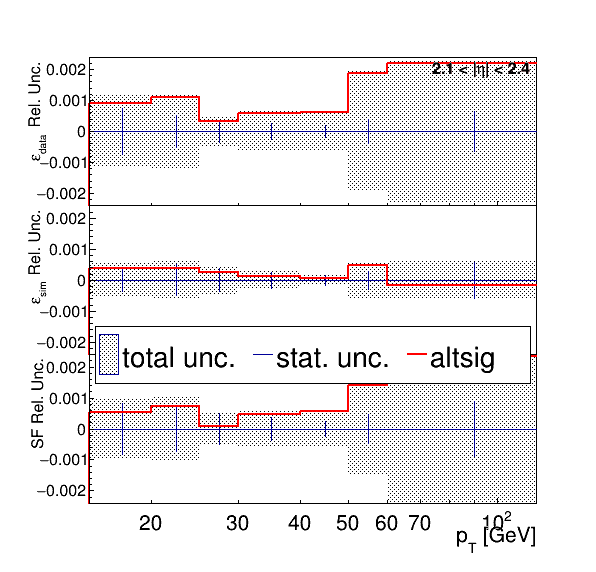 2.1 < |η| < 2.4
ε_data Rel. Unc.
0.002
0.001
0
−0.001
−0.002
ε_sim Rel. Unc.
0.002
0.001
0
−0.001
−0.002
total unc. stat. unc. altsig
SF Rel. Unc.
0.002
0.001
0
−0.001
−0.002
20 30 40 50 60 70 10²
p_T [GeV]